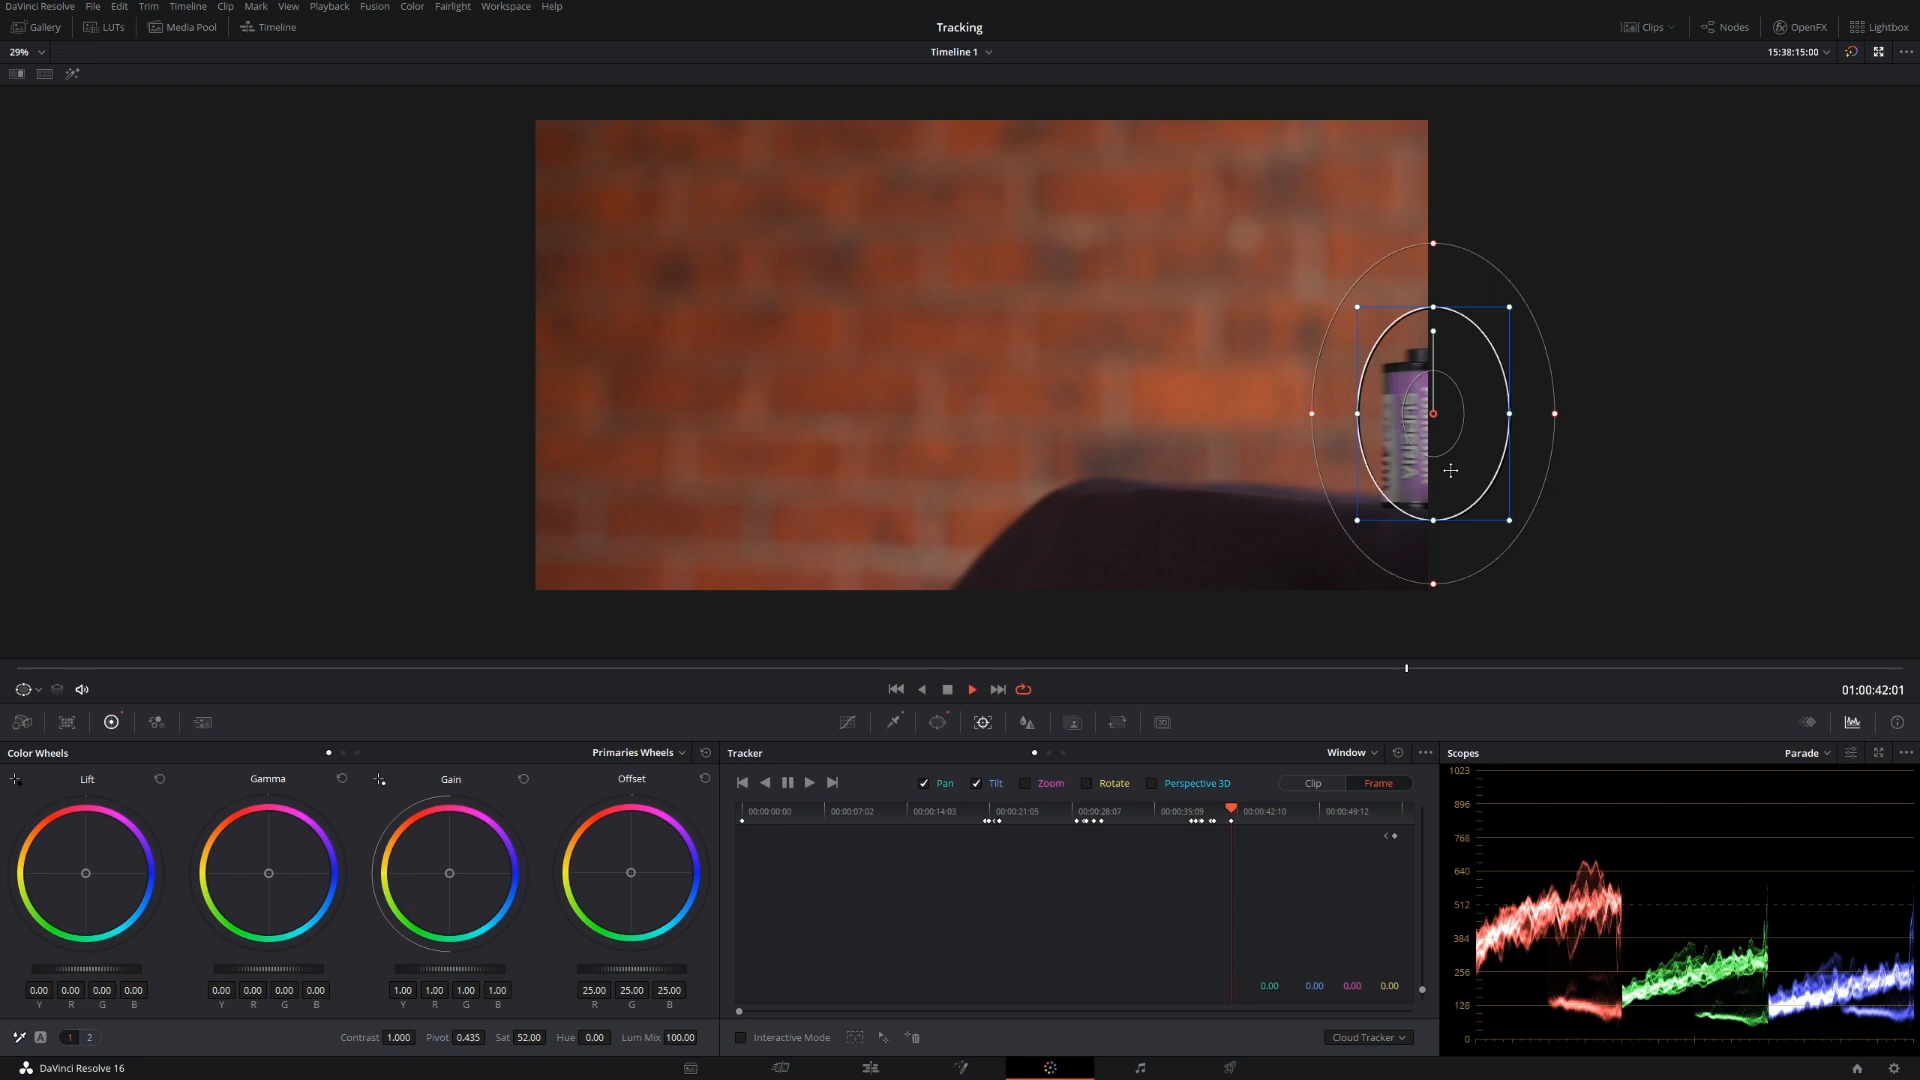 DaVinci Resolve File Edit Trim Timeline Clip Mark View Playback Fusion Color Fairlight Workspace Help
Gallery LUTs Media Pool Timeline Tracking Clips Nodes OpenFX Lightbox
29% Timeline 1 15:38:15:00
01:00:42:01
Color Wheels Primaries Wheels Tracker Window Scopes Parade
Lift Gamma Gain Offset Pan Tilt Zoom Rotate Perspective 3D Clip Frame
00:00:00:00 00:00:07:02 00:00:14:03 00:00:21:05 00:00:28:07 00:00:35:09 00:00:42:10 00:00:49:12
1023
896
768
640
512
384
256
128
0
0.00 0.00 0.00 0.00 0.00 0.00 0.00 0.00 1.00 1.00 1.00 1.00 25.00 25.00 25.00 0.00 0.00 0.00 0.00
Y R G B Y R G B Y R G B R G B
A 1 2 Contrast 1.000 Pivot 0.435 Sat 52.00 Hue 0.00 Lum Mix 100.00 Interactive Mode Cloud Tracker
DaVinci Resolve 16